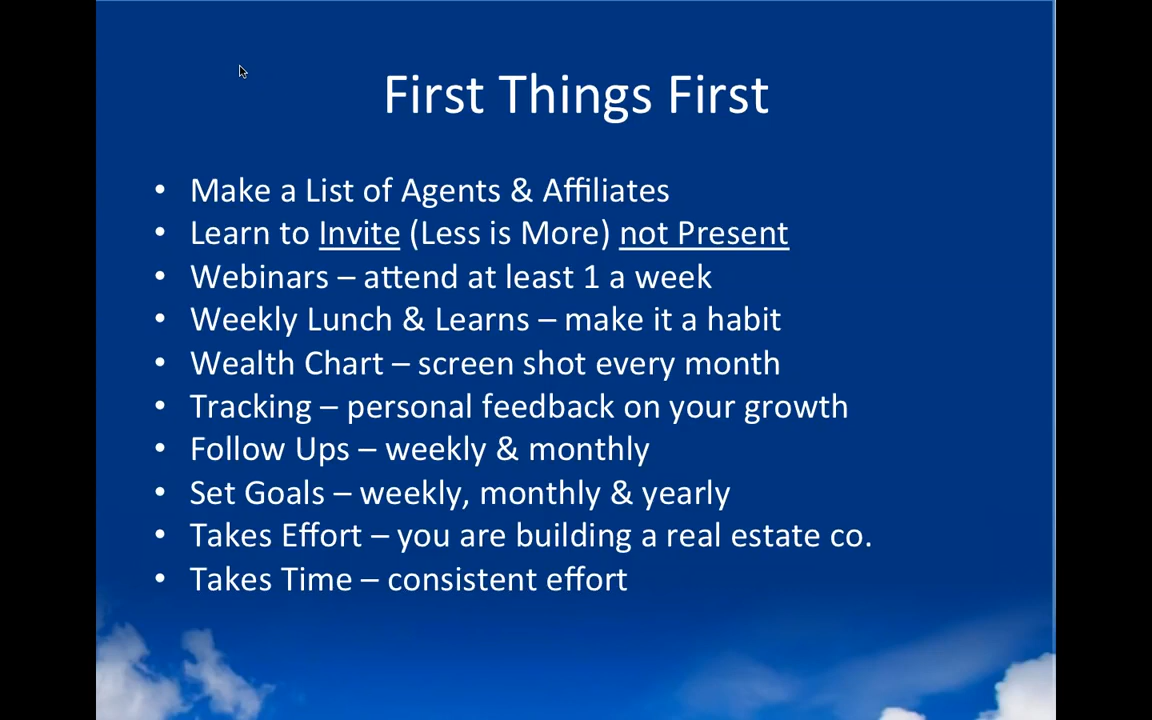 First Things First
• Make a List of Agents & Affiliates
• Learn to Invite (Less is More) not Present
• Webinars – attend at least 1 a week
• Weekly Lunch & Learns – make it a habit
• Wealth Chart – screen shot every month
• Tracking – personal feedback on your growth
• Follow Ups – weekly & monthly
• Set Goals – weekly, monthly & yearly
• Takes Effort – you are building a real estate co.
• Takes Time – consistent effort